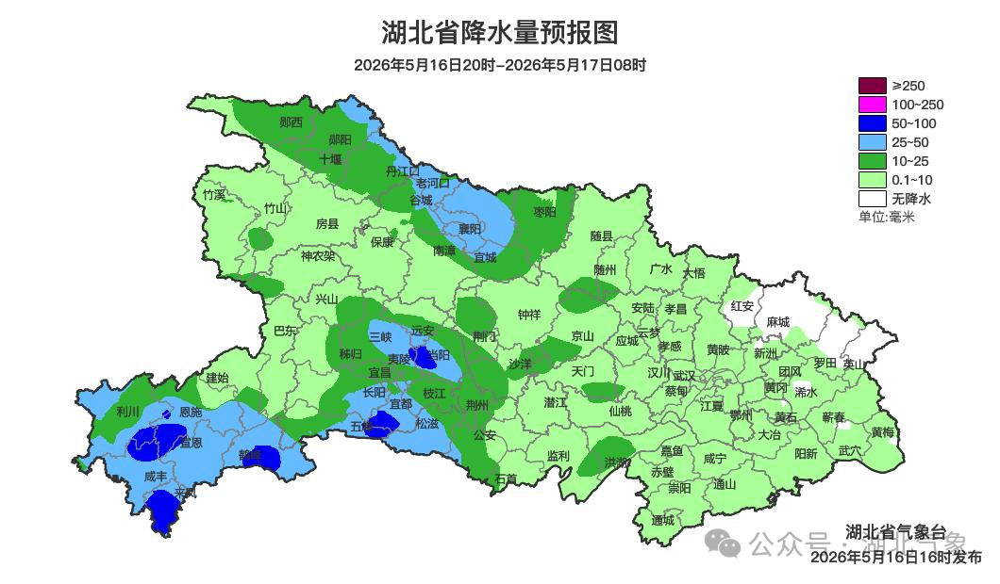 湖北省降水量预报图
2026年5月16日20时-2026年5月17日08时
≥250
100~250
50~100
25~50
10~25
0.1~10
无降水
单位:毫米
郧西
郧阳
十堰
丹江口
老河口
谷城
竹溪
竹山
房县
襄阳
枣阳
保康
南漳
宜城
神农架
随县
随州
广水
大悟
兴山
红安
麻城
钟祥
安陆
孝昌
巴东
三峡
远安
荆门
京山
应城
云梦
孝感
黄陂
新洲
罗田
英山
秭归
夷陵
当阳
沙洋
天门
汉川
武汉
团风
建始
宜昌
长阳
枝江
蔡甸
黄冈
浠水
利川
恩施
宜都
荆州
潜江
仙桃
江夏
鄂州
黄石
蕲春
宣恩
五峰
松滋
公安
大冶
黄梅
鹤峰
监利
洪湖
嘉鱼
咸宁
阳新
武穴
咸丰
来凤
石首
赤壁
崇阳
通山
通城
湖北省气象台
公众号 · 湖北气象
2026年5月16日16时发布